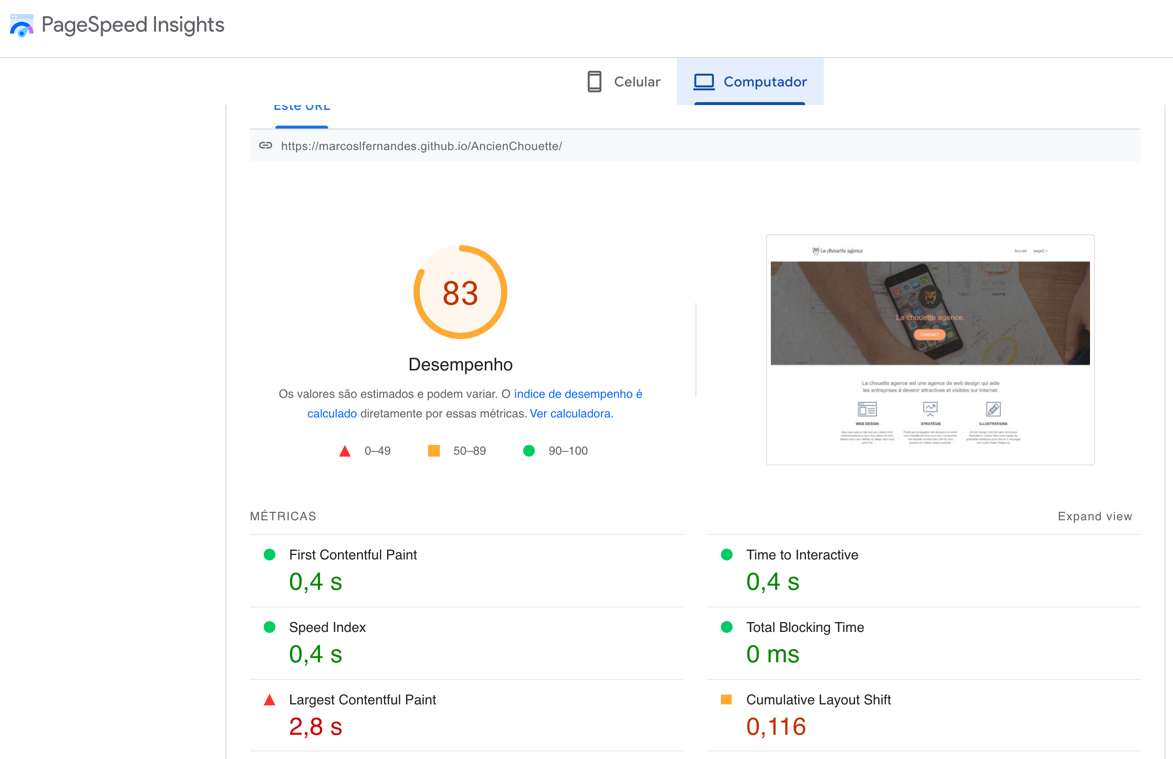 PageSpeed Insights
Celular
Computador
Este URL
https://marcoslfernandes.github.io/AncienChouette/
83
Desempenho
Os valores são estimados e podem variar. O índice de desempenho é
calculado diretamente por essas métricas. Ver calculadora.
0–49
50–89
90–100
La chouette agence
Accueil
La chouette agence
CONTACT
La chouette agence est une agence de web design qui aide
les entreprises à devenir attractives et visibles sur Internet.
WEB DESIGN
STRATÉGIE
ILLUSTRATIONS
MÉTRICAS
Expand view
First Contentful Paint
0,4 s
Time to Interactive
0,4 s
Speed Index
0,4 s
Total Blocking Time
0 ms
Largest Contentful Paint
2,8 s
Cumulative Layout Shift
0,116